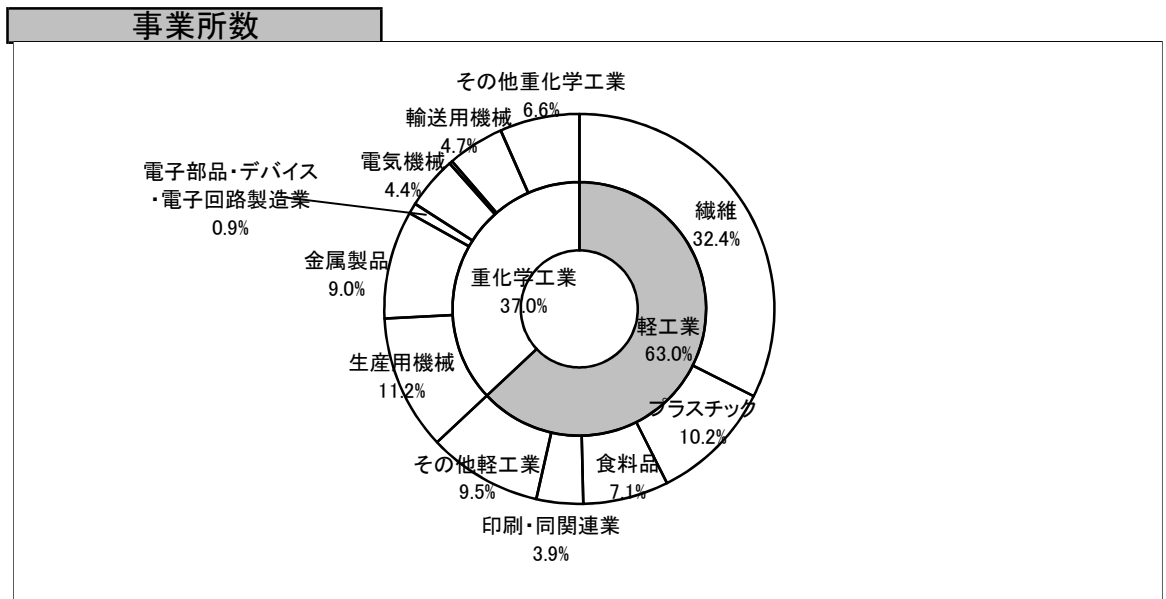 事業所数
その他重化学工業
6.6%
輸送用機械
4.7%
電気機械
4.4%
電子部品・デバイス
・電子回路製造業
0.9%
金属製品
9.0%
生産用機械
11.2%
重化学工業
37.0%
軽工業
63.0%
繊維
32.4%
プラスチック
10.2%
食料品
7.1%
印刷・同関連業
3.9%
その他軽工業
9.5%